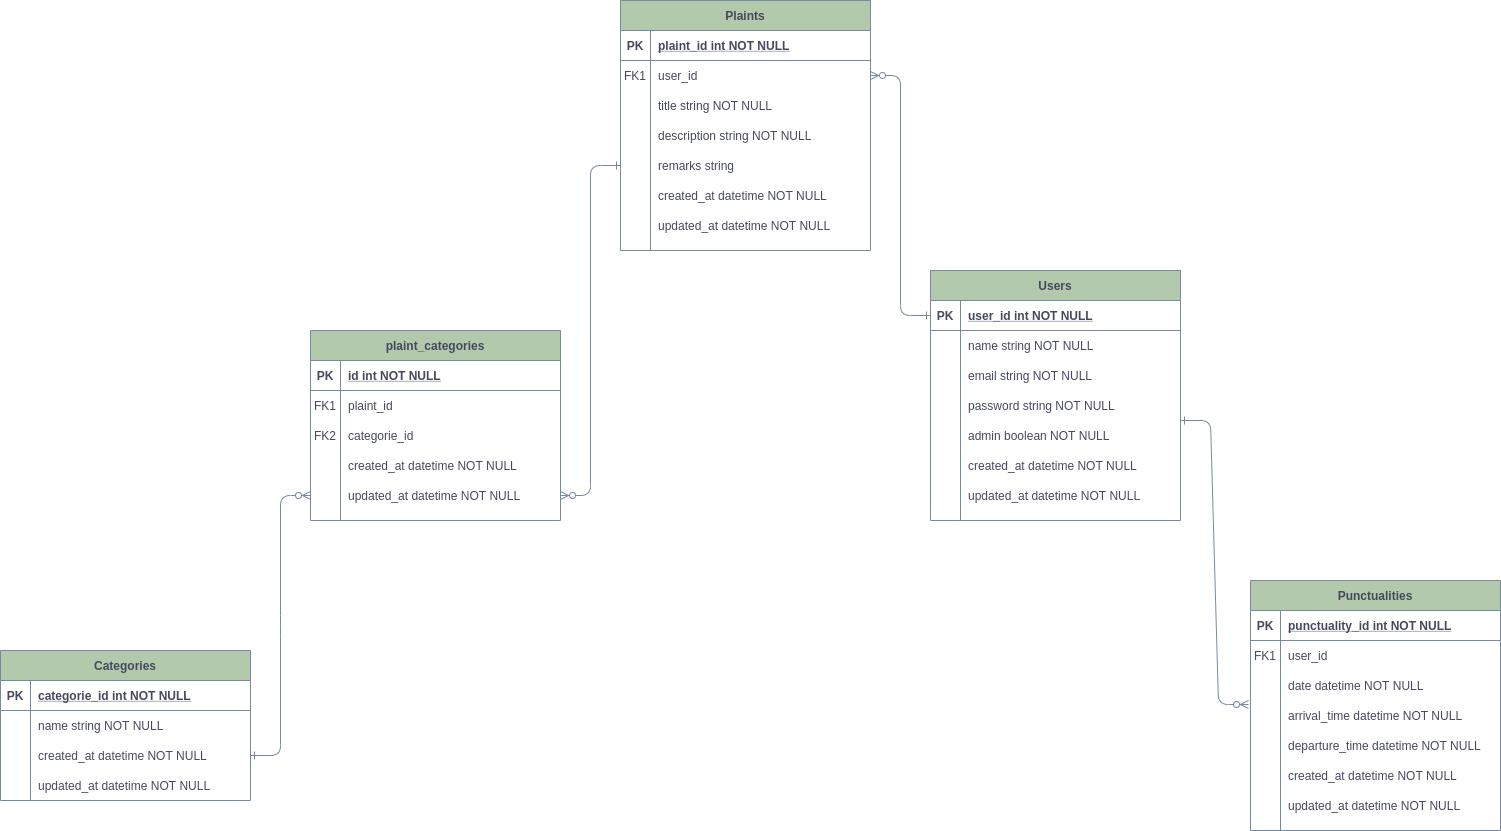 Plaints
PK plaint_id int NOT NULL
FK1 user_id
title string NOT NULL
description string NOT NULL
remarks string
created_at datetime NOT NULL
updated_at datetime NOT NULL
Users
PK user_id int NOT NULL
name string NOT NULL
email string NOT NULL
password string NOT NULL
admin boolean NOT NULL
created_at datetime NOT NULL
updated_at datetime NOT NULL
plaint_categories
PK id int NOT NULL
FK1 plaint_id
FK2 categorie_id
created_at datetime NOT NULL
updated_at datetime NOT NULL
Punctualities
PK punctuality_id int NOT NULL
FK1 user_id
date datetime NOT NULL
arrival_time datetime NOT NULL
departure_time datetime NOT NULL
created_at datetime NOT NULL
updated_at datetime NOT NULL
Categories
PK categorie_id int NOT NULL
name string NOT NULL
created_at datetime NOT NULL
updated_at datetime NOT NULL